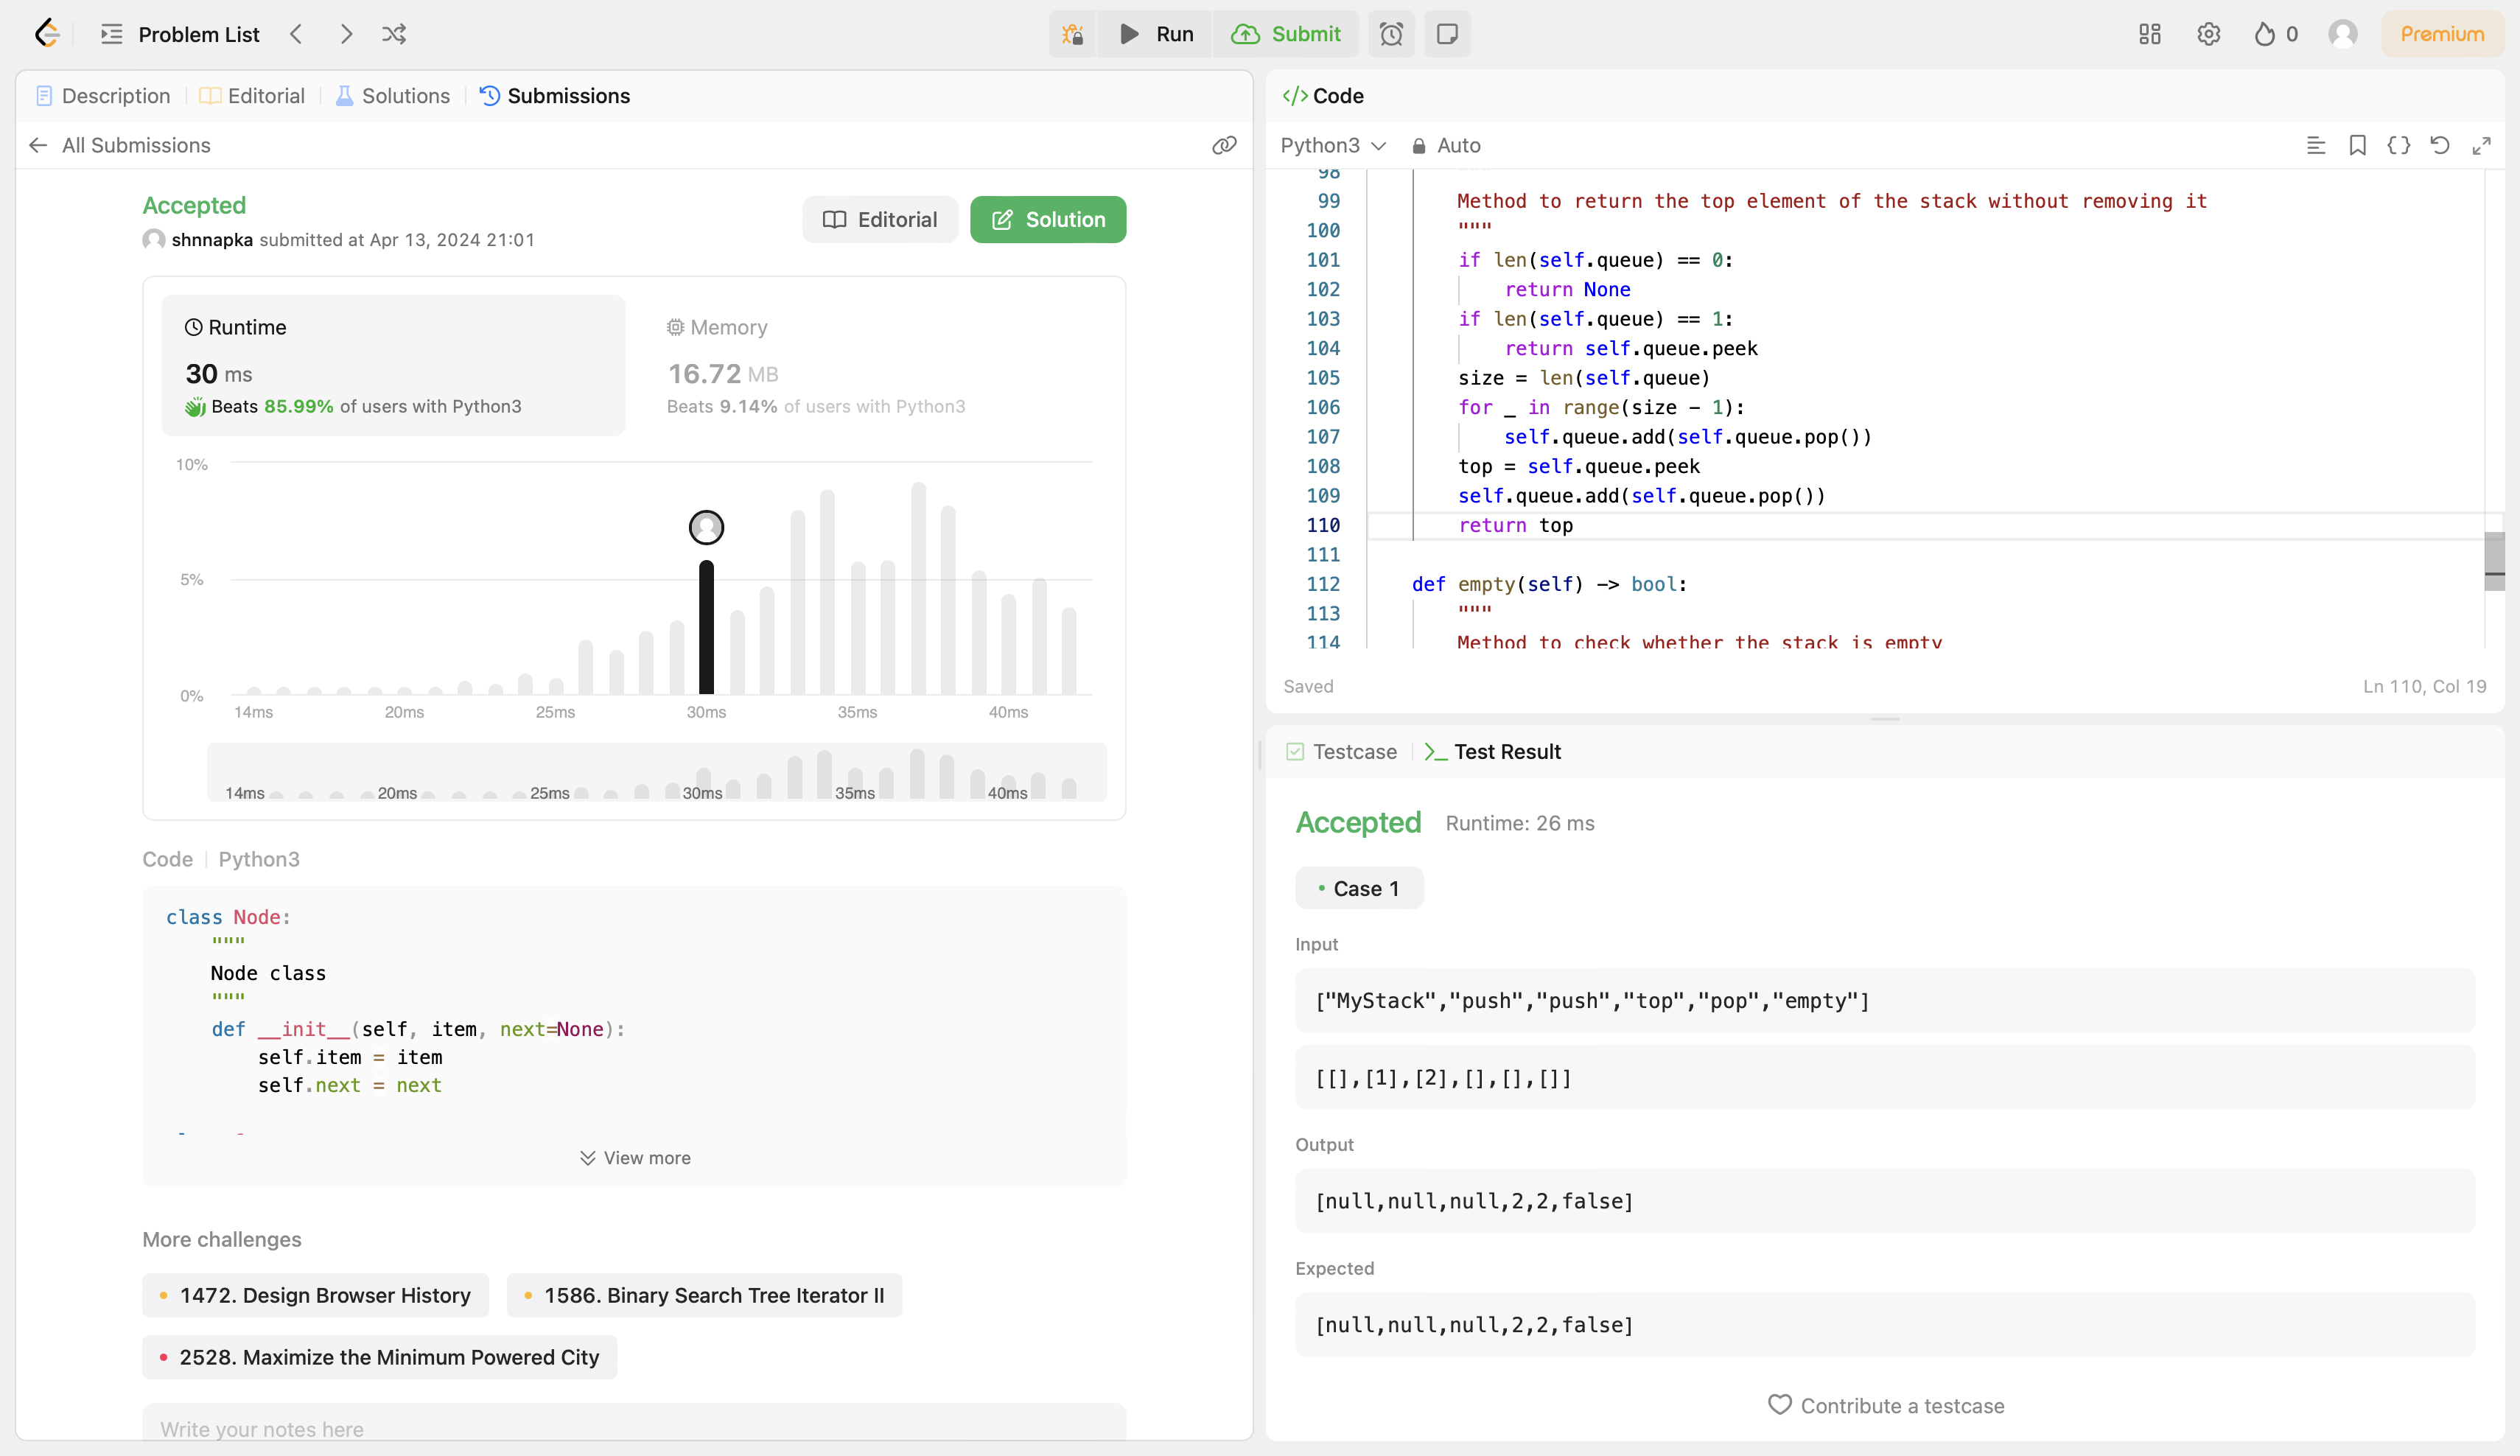 Problem List
Run
Submit
0
Premium
Description
Editorial
Solutions
Submissions
All Submissions
Accepted
shnnapka submitted at Apr 13, 2024 21:01
Editorial
Solution
Runtime
30 ms
Beats 85.99% of users with Python3
Memory
16.72 MB
Beats 9.14% of users with Python3
10%
5%
0%
14ms 20ms 25ms 30ms 35ms 40ms
14ms 20ms 25ms 30ms 35ms 40ms
Code
Python3
class Node:
"""
Node class
"""
def __init__(self, item, next=None):
self.item = item
self.next = next
View more
More challenges
1472. Design Browser History
1586. Binary Search Tree Iterator II
2528. Maximize the Minimum Powered City
Write your notes here
</> Code
Python3
Auto
98
99 Method to return the top element of the stack without removing it
100 """
101 if len(self.queue) == 0:
102 return None
103 if len(self.queue) == 1:
104 return self.queue.peek
105 size = len(self.queue)
106 for _ in range(size - 1):
107 self.queue.add(self.queue.pop())
108 top = self.queue.peek
109 self.queue.add(self.queue.pop())
110 return top
111
112 def empty(self) -> bool:
113 """
114 Method to check whether the stack is empty
Saved
Ln 110, Col 19
Testcase
Test Result
Accepted
Runtime: 26 ms
Case 1
Input
["MyStack","push","push","top","pop","empty"]
[[],[1],[2],[],[],[]]
Output
[null,null,null,2,2,false]
Expected
[null,null,null,2,2,false]
Contribute a testcase